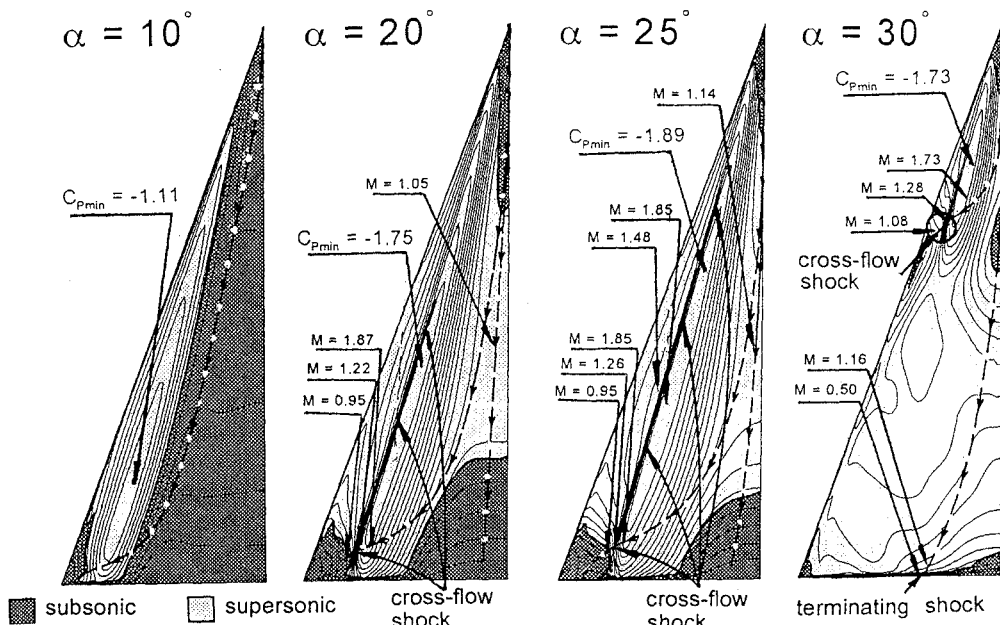 α = 10°
C_Pmin = -1.11
α = 20°
M = 1.05
C_Pmin = -1.75
M = 1.87
M = 1.22
M = 0.95
cross-flow
shock
α = 25°
M = 1.14
C_Pmin = -1.89
M = 1.85
M = 1.48
M = 1.85
M = 1.26
M = 0.95
cross-flow
shock
α = 30°
C_Pmin = -1.73
M = 1.73
M = 1.28
M = 1.08
cross-flow
shock
M = 1.16
M = 0.50
terminating shock
subsonic
supersonic